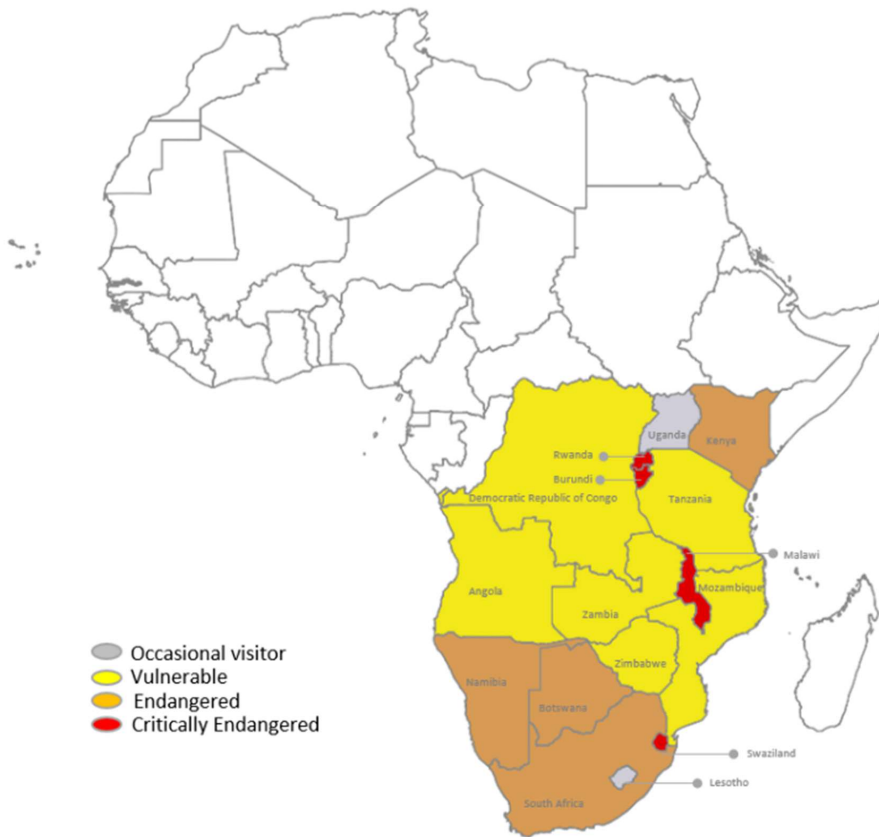 Uganda
Kenya
Rwanda
Burundi
Democratic Republic of Congo
Tanzania
Malawi
Angola
Mozambique
Zambia
Occasional visitor
Vulnerable
Zimbabwe
Endangered
Namibia
Critically Endangered
Botswana
Swaziland
Lesotho
South Africa